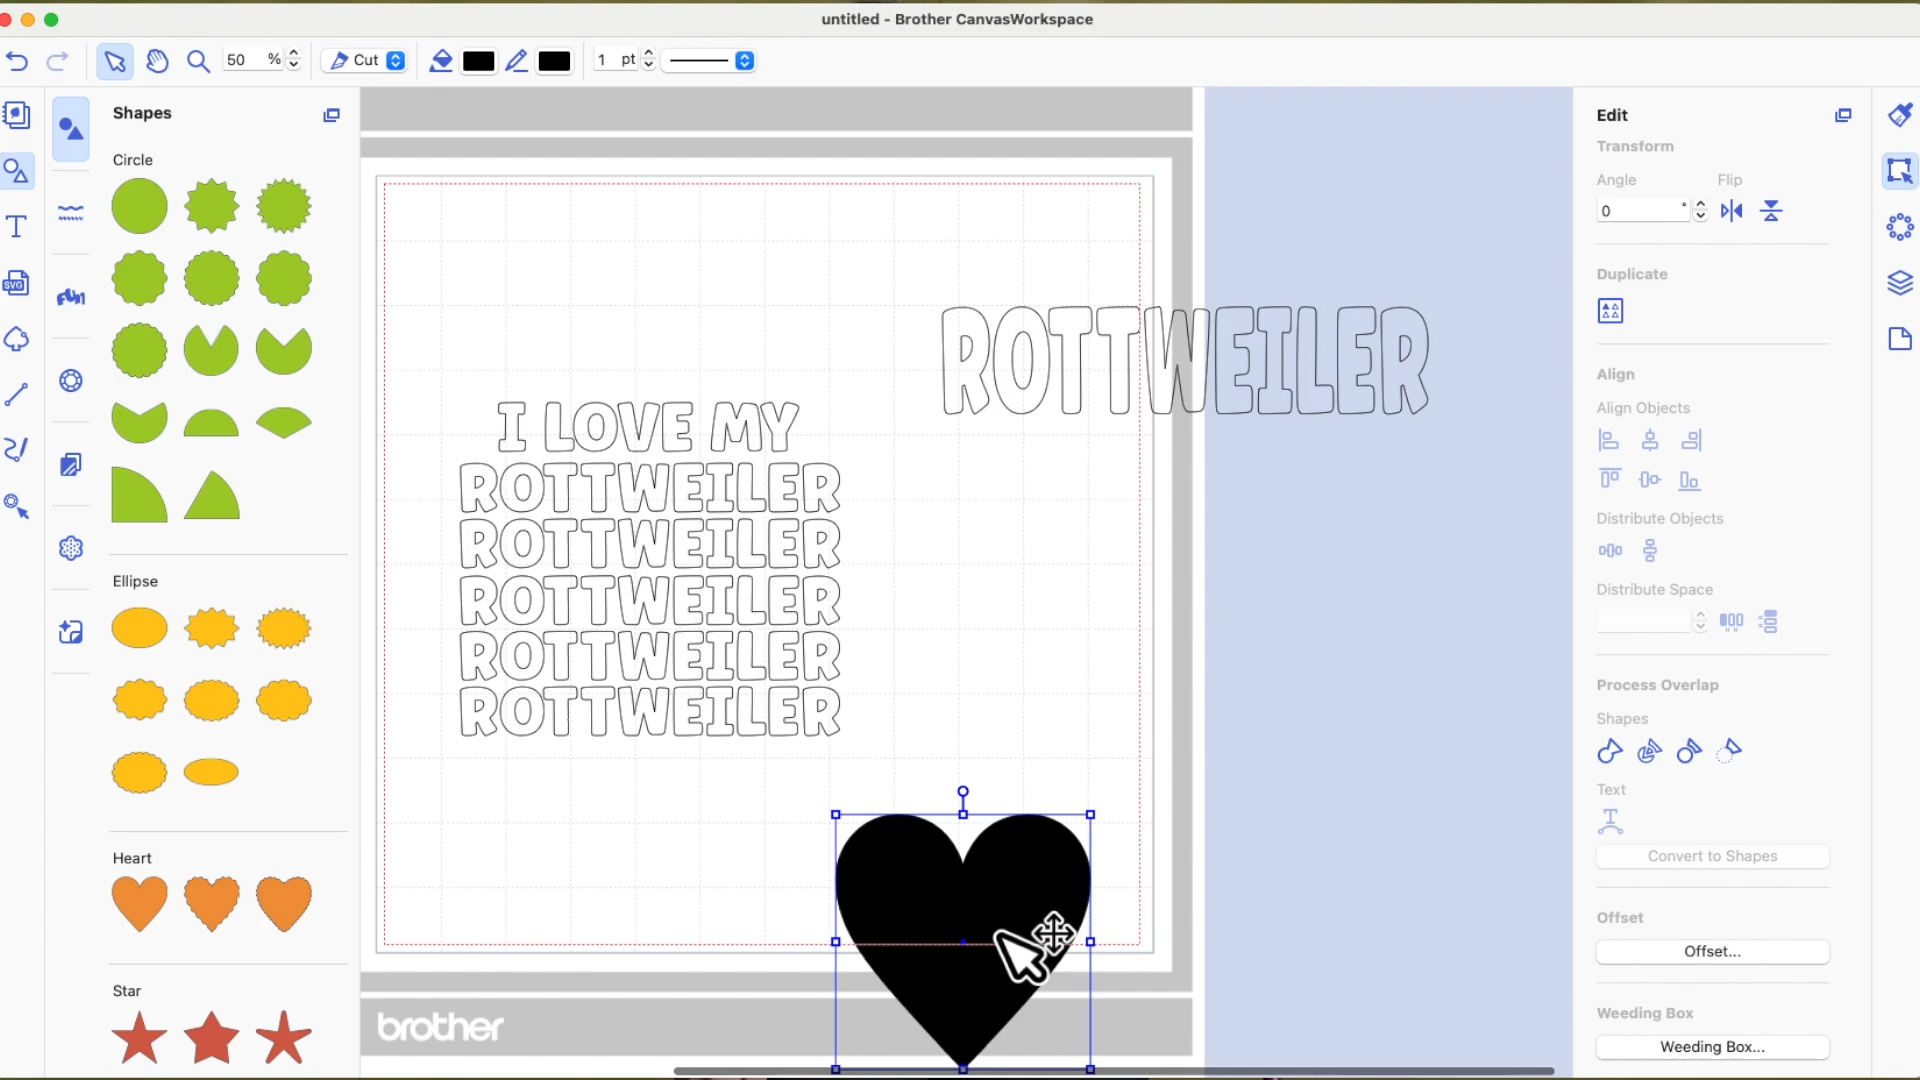 untitled - Brother CanvasWorkspace
50 %
Cut
1 pt
Shapes
Circle
Ellipse
Heart
Star
T
SVG
fun
ROTTWEILER
I LOVE MY
ROTTWEILER
ROTTWEILER
ROTTWEILER
ROTTWEILER
ROTTWEILER
brother
Edit
Transform
Angle
Flip
0 °
Duplicate
Align
Align Objects
Distribute Objects
Distribute Space
Process Overlap
Shapes
Text
Convert to Shapes
Offset
Offset...
Weeding Box
Weeding Box...